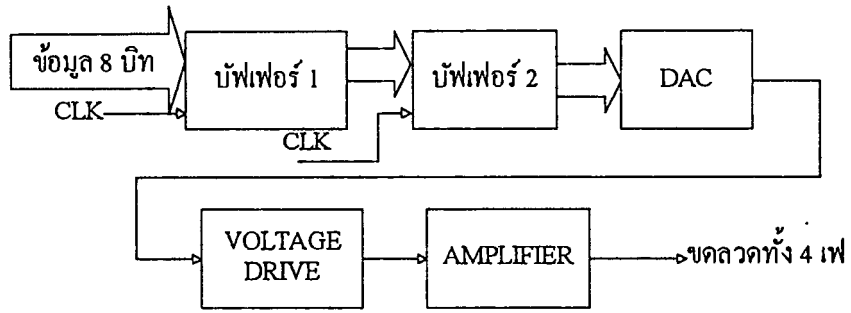 ข้อมูล 8 บิท
บัฟเฟอร์ 1
บัฟเฟอร์ 2
DAC
CLK
CLK
VOLTAGE
DRIVE
AMPLIFIER
ขดลวดทั้ง 4 เฟ